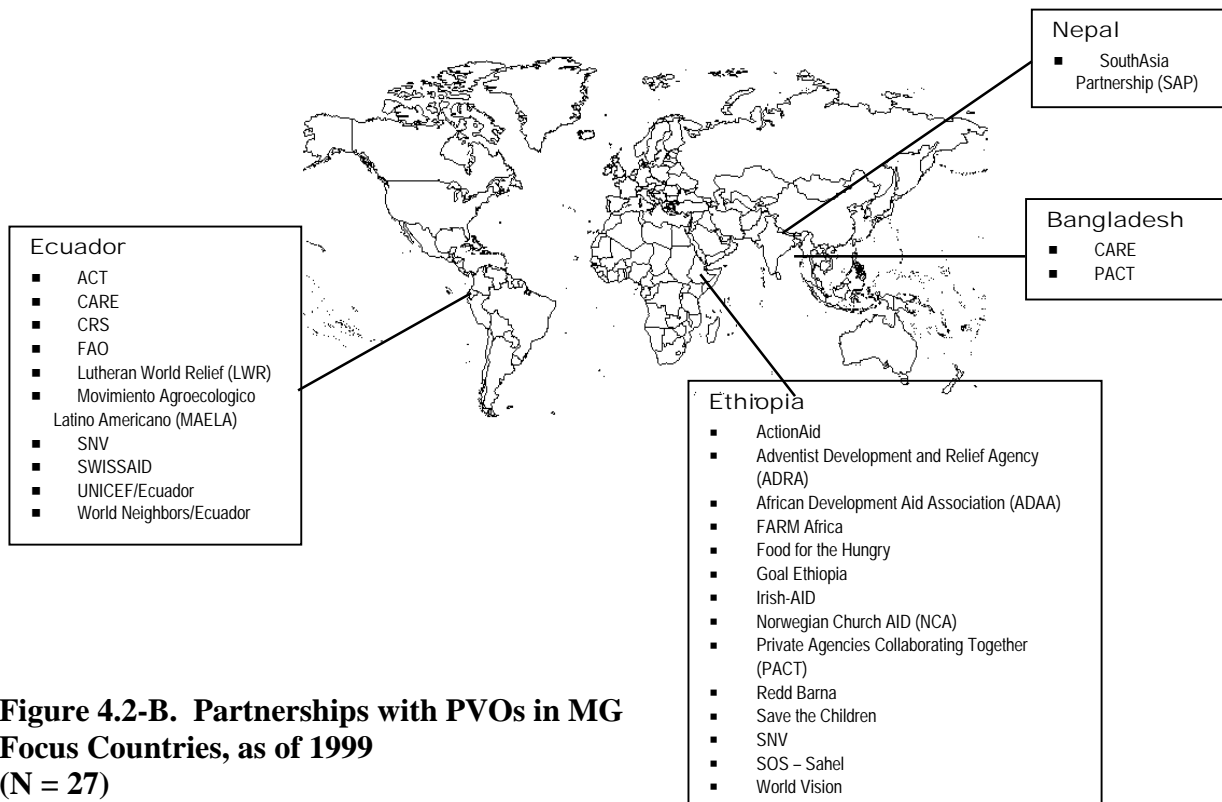 Nepal
▪ SouthAsia
Partnership (SAP)
Bangladesh
▪ CARE
▪ PACT
Ecuador
▪ ACT
▪ CARE
▪ CRS
▪ FAO
▪ Lutheran World Relief (LWR)
▪ Movimiento Agroecologico
Latino Americano (MAELA)
▪ SNV
▪ SWISSAID
▪ UNICEF/Ecuador
▪ World Neighbors/Ecuador
Ethiopia
▪ ActionAid
▪ Adventist Development and Relief Agency
(ADRA)
▪ African Development Aid Association (ADAA)
▪ FARM Africa
▪ Food for the Hungry
▪ Goal Ethiopia
▪ Irish-AID
▪ Norwegian Church AID (NCA)
▪ Private Agencies Collaborating Together
(PACT)
▪ Redd Barna
▪ Save the Children
▪ SNV
▪ SOS – Sahel
▪ World Vision
Figure 4.2-B. Partnerships with PVOs in MG
Focus Countries, as of 1999
(N = 27)